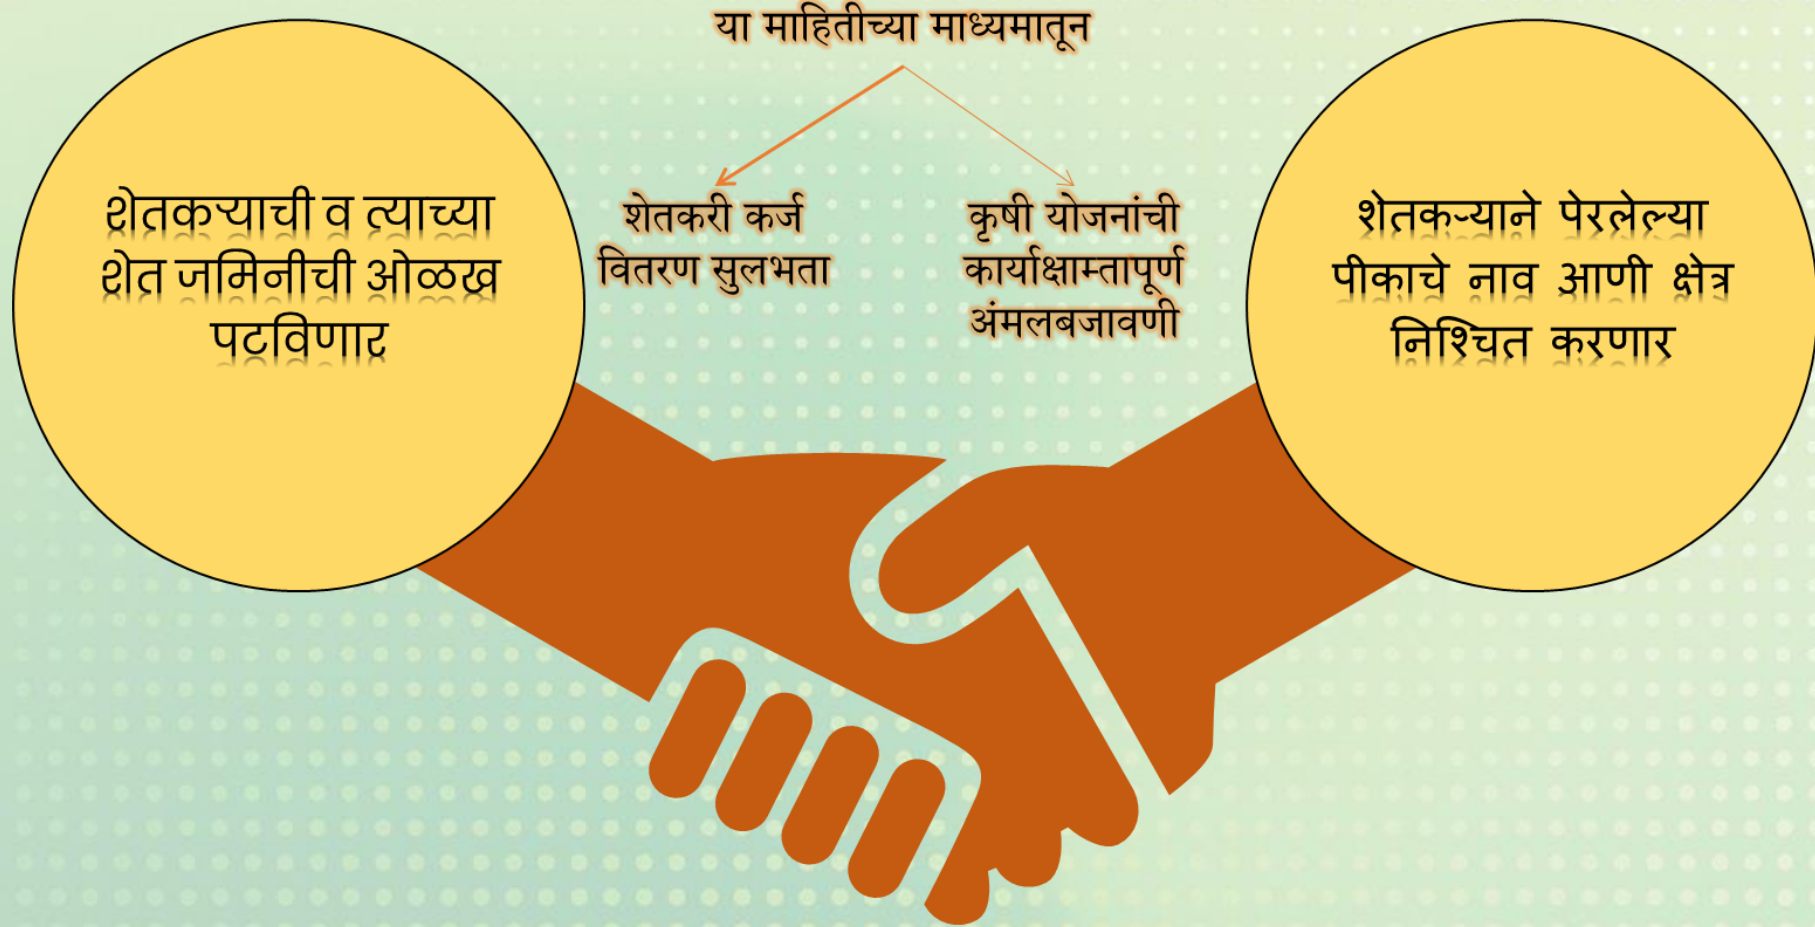 या माहितीच्या माध्यमातून
शेतकऱ्याची व त्याच्या
शेत जमिनीची ओळख
पटविणार
शेतकरी कर्ज
वितरण सुलभता
कृषी योजनांची
कार्याक्षाम्तापूर्ण
अंमलबजावणी
शेतकऱ्याने पेरलेल्या
पीकाचे नाव आणी क्षेत्र
निश्चित करणार